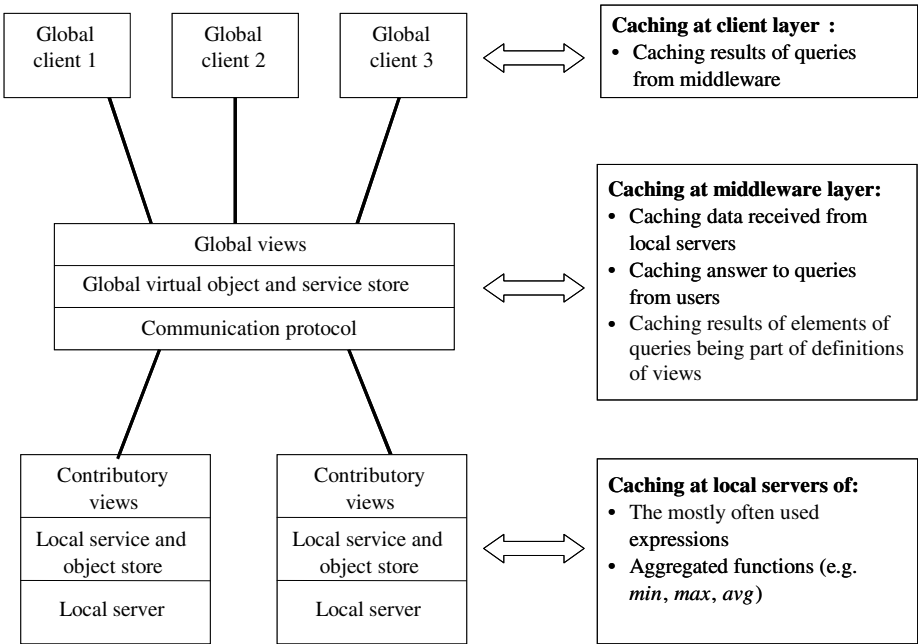 Global
client 1
Global
client 2
Global
client 3
Caching at client layer :
• Caching results of queries
from middleware
Global views
Global virtual object and service store
Communication protocol
Caching at middleware layer:
• Caching data received from
local servers
• Caching answer to queries
from users
• Caching results of elements of
queries being part of definitions
of views
Contributory
views
Local service and
object store
Local server
Contributory
views
Local service and
object store
Local server
Caching at local servers of:
• The mostly often used
expressions
• Aggregated functions (e.g.
min, max, avg)